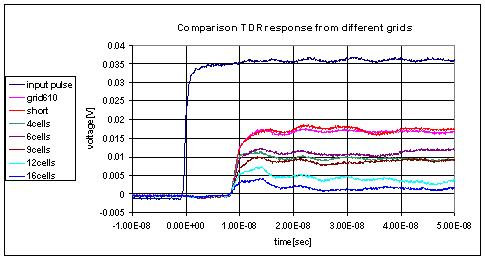 Comparison TDR response from different grids
input pulse
grid610
short
4cells
6cells
9cells
12cells
16cells
voltage[V]
0.04
0.035
0.03
0.025
0.02
0.015
0.01
0.005
0
-0.005
-1.00E-08 0.00E+00 1.00E-08 2.00E-08 3.00E-08 4.00E-08 5.00E-08
time[sec]